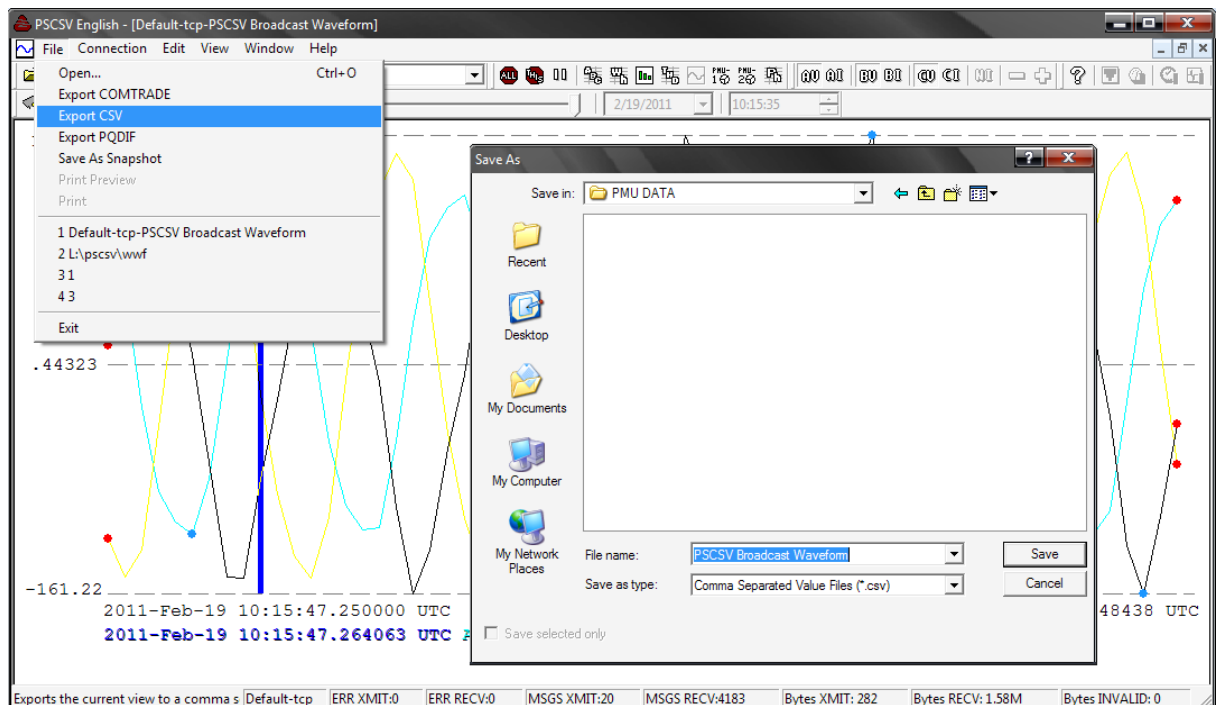 PSCSV English - [Default-tcp-PSCSV Broadcast Waveform]
File Connection Edit View Window Help
Open... Ctrl+O
Export COMTRADE
Export CSV
Export PQDIF
Save As Snapshot
Print Preview
Print
1 Default-tcp-PSCSV Broadcast Waveform
2 L:\pscsv\wwf
3 1
4 3
Exit
ALL THIS PMU- 1Φ PMU- 3Φ
2/19/2011 10:15:35
Save As
Save in: PMU DATA
Recent
Desktop
My Documents
My Computer
My Network Places
File name: PSCSV Broadcast Waveform Save
Save as type: Comma Separated Value Files (*.csv) Cancel
Save selected only
.44323
-161.22
2011-Feb-19 10:15:47.250000 UTC 48438 UTC
2011-Feb-19 10:15:47.264063 UTC
Exports the current view to a comma s Default-tcp ERR XMIT:0 ERR RECV:0 MSGS XMIT:20 MSGS RECV:4183 Bytes XMIT: 282 Bytes RECV: 1.58M Bytes INVALID: 0